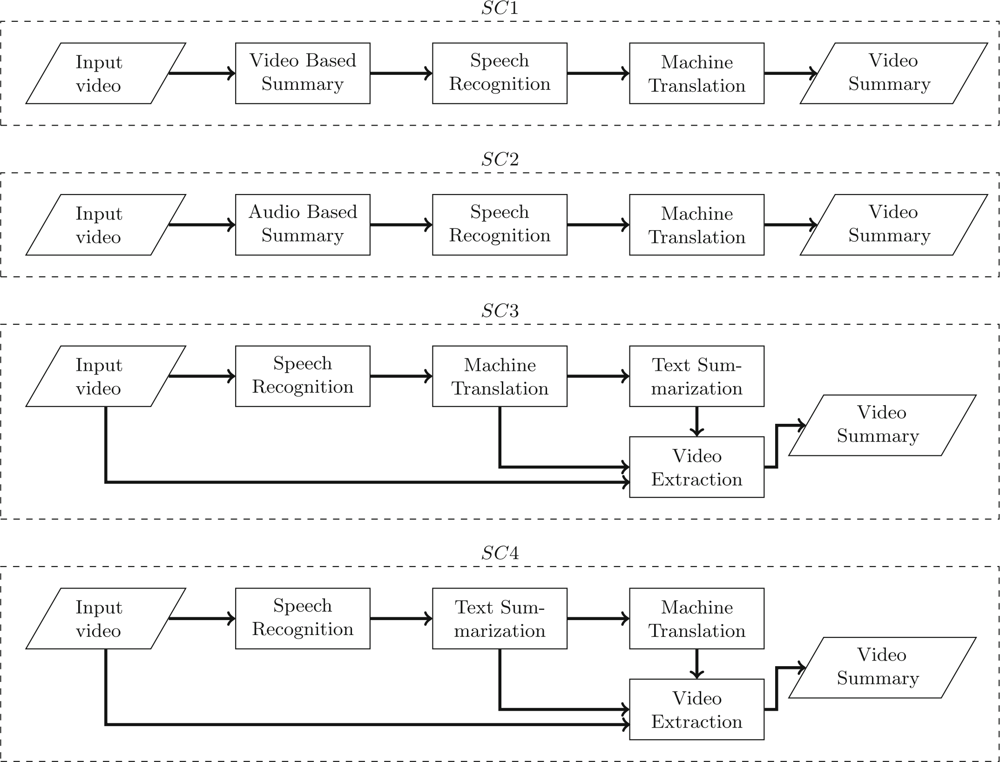 SC1
Input
video
Video Based
Summary
Speech
Recognition
Machine
Translation
Video
Summary
SC2
Input
video
Audio Based
Summary
Speech
Recognition
Machine
Translation
Video
Summary
SC3
Input
video
Speech
Recognition
Machine
Translation
Text Sum-
marization
Video
Extraction
Video
Summary
SC4
Input
video
Speech
Recognition
Text Sum-
marization
Machine
Translation
Video
Extraction
Video
Summary